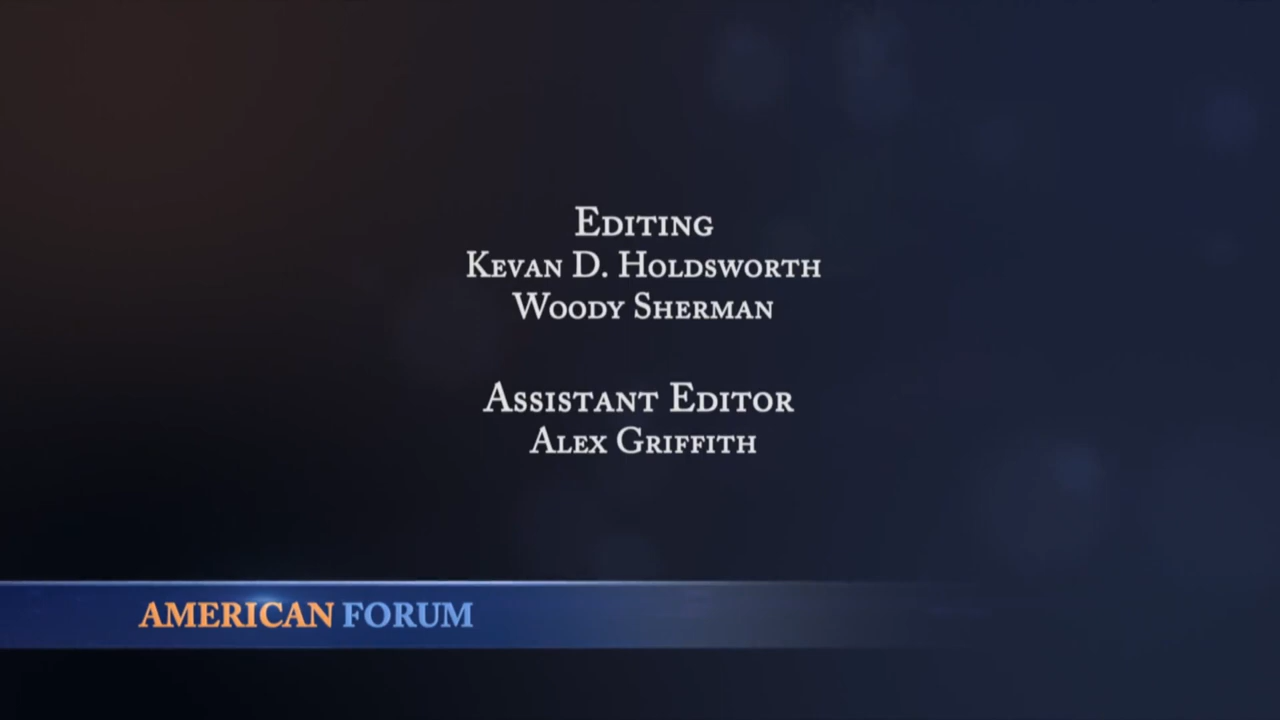 Editing
Kevan D. Holdsworth
Woody Sherman
Assistant Editor
Alex Griffith
AMERICAN FORUM